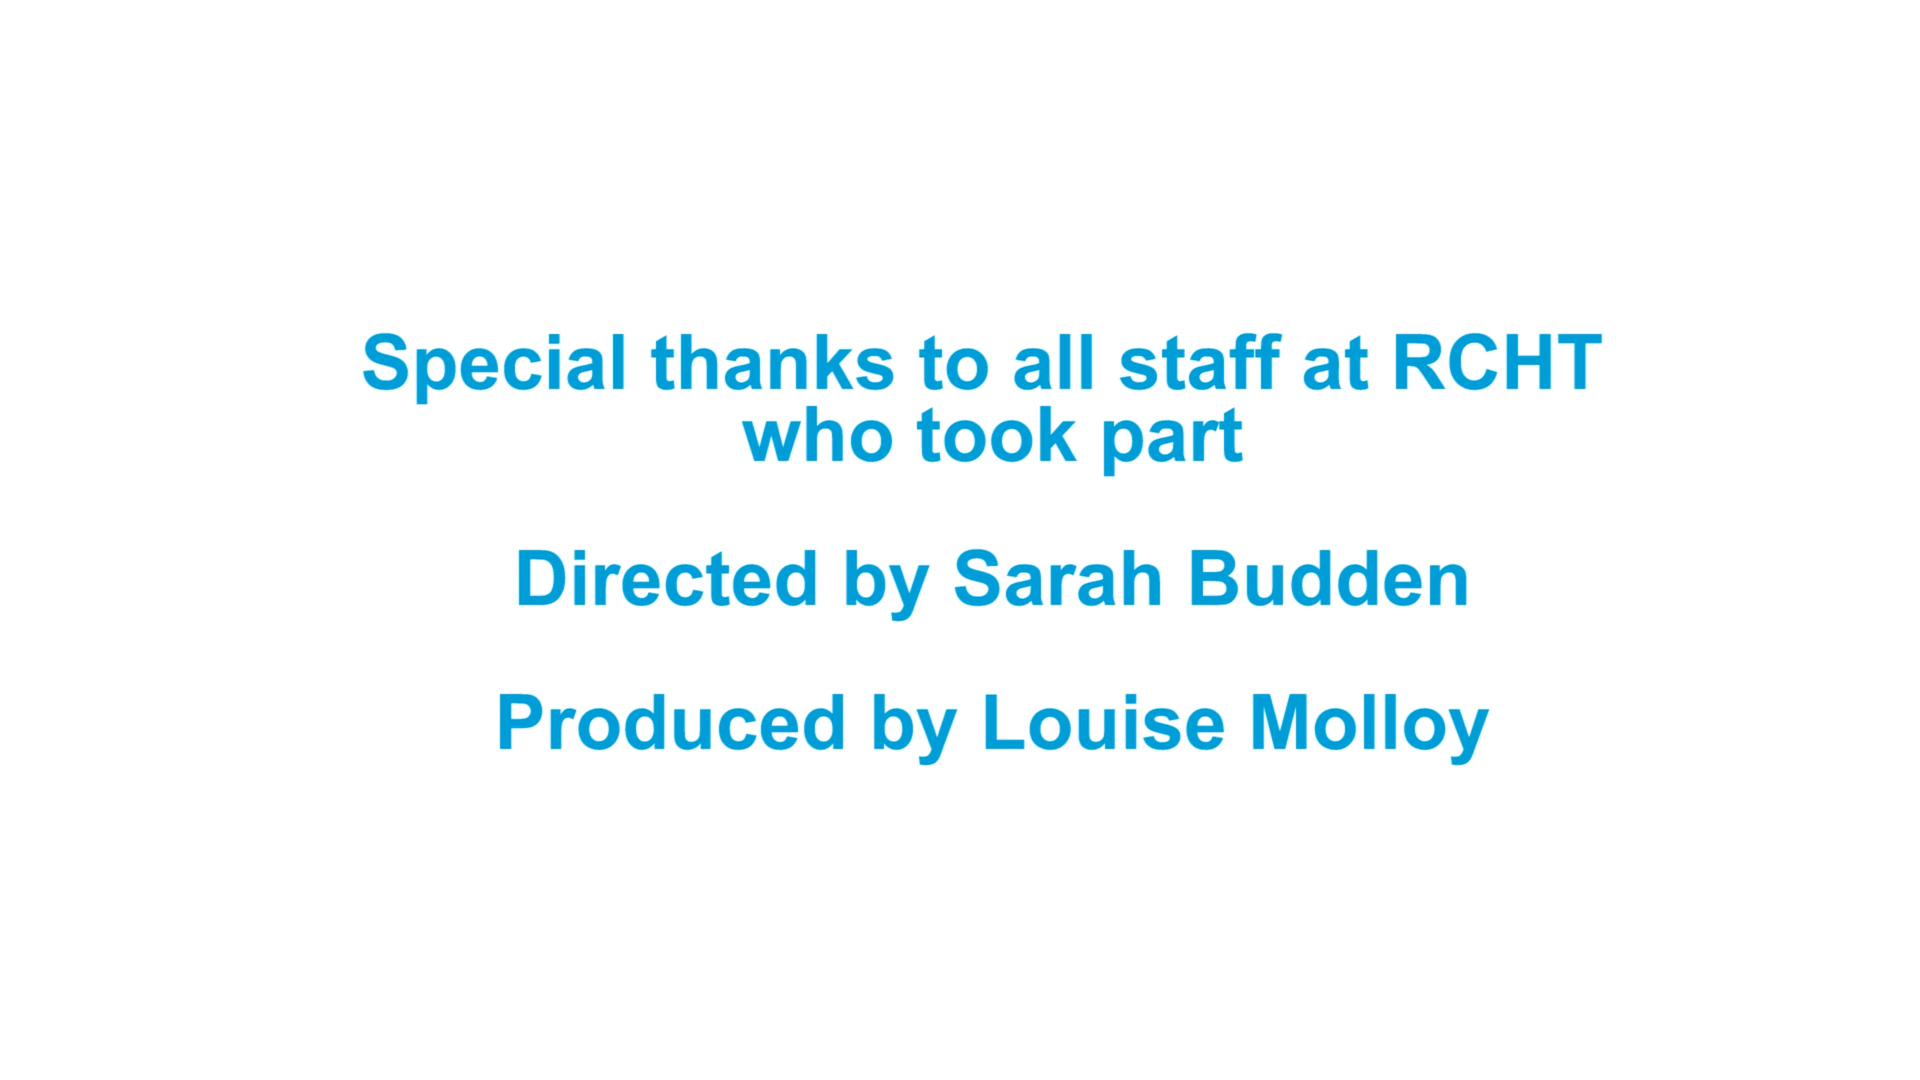 Special thanks to all staff at RCHT
who took part
Directed by Sarah Budden
Produced by Louise Molloy